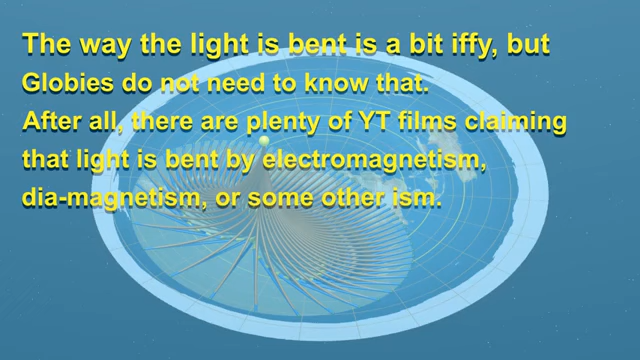 The way the light is bent is a bit iffy, but
Globies do not need to know that.
After all, there are plenty of YT films claiming
that light is bent by electromagnetism,
dia-magnetism, or some other ism.